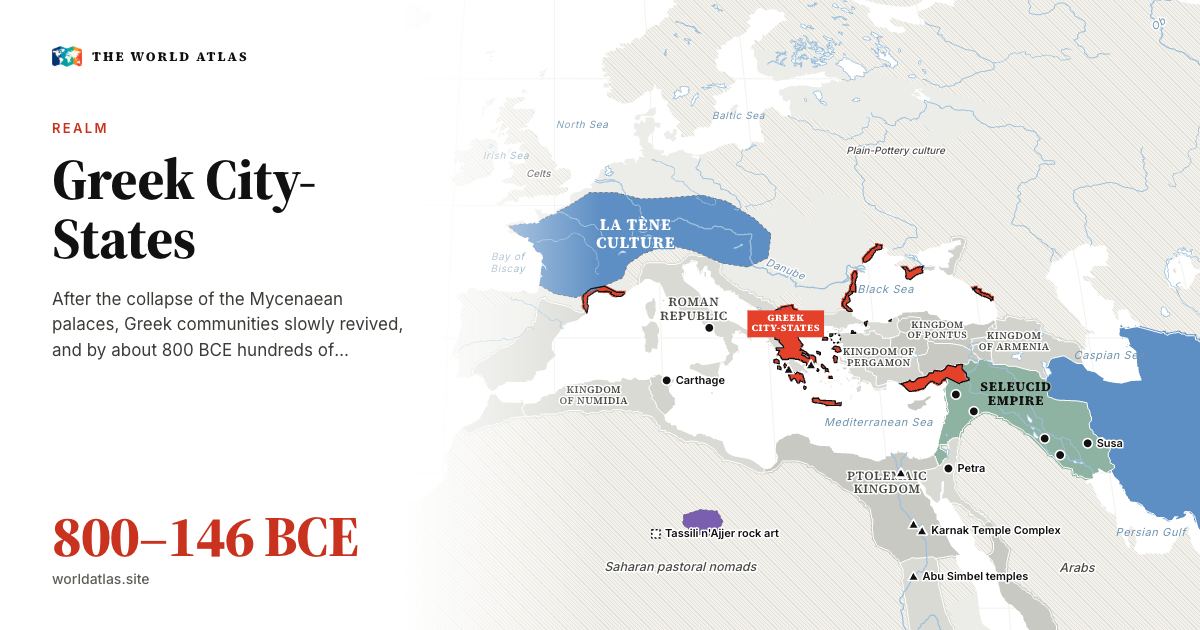 THE WORLD ATLAS
REALM
Greek City-
States
After the collapse of the Mycenaean
palaces, Greek communities slowly revived,
and by about 800 BCE hundreds of...
800–146 BCE
worldatlas.site
Ob
North Sea
Baltic Sea
Irish Sea
Celts
Plain-Pottery culture
LA TÈNE
CULTURE
Bay of
Biscay
Danube
Black Sea
ROMAN
REPUBLIC
GREEK
CITY-STATES
KINGDOM
OF PONTUS
KINGDOM
OF ARMENIA
KINGDOM OF
PERGAMON
Caspian Se
Carthage
KINGDOM
OF NUMIDIA
SELEUCID
EMPIRE
Mediterranean Sea
Susa
Petra
PTOLEMAIC
KINGDOM
Tassili n'Ajjer rock art
Karnak Temple Complex
Persian Gulf
Saharan pastoral nomads
Arabs
Abu Simbel temples